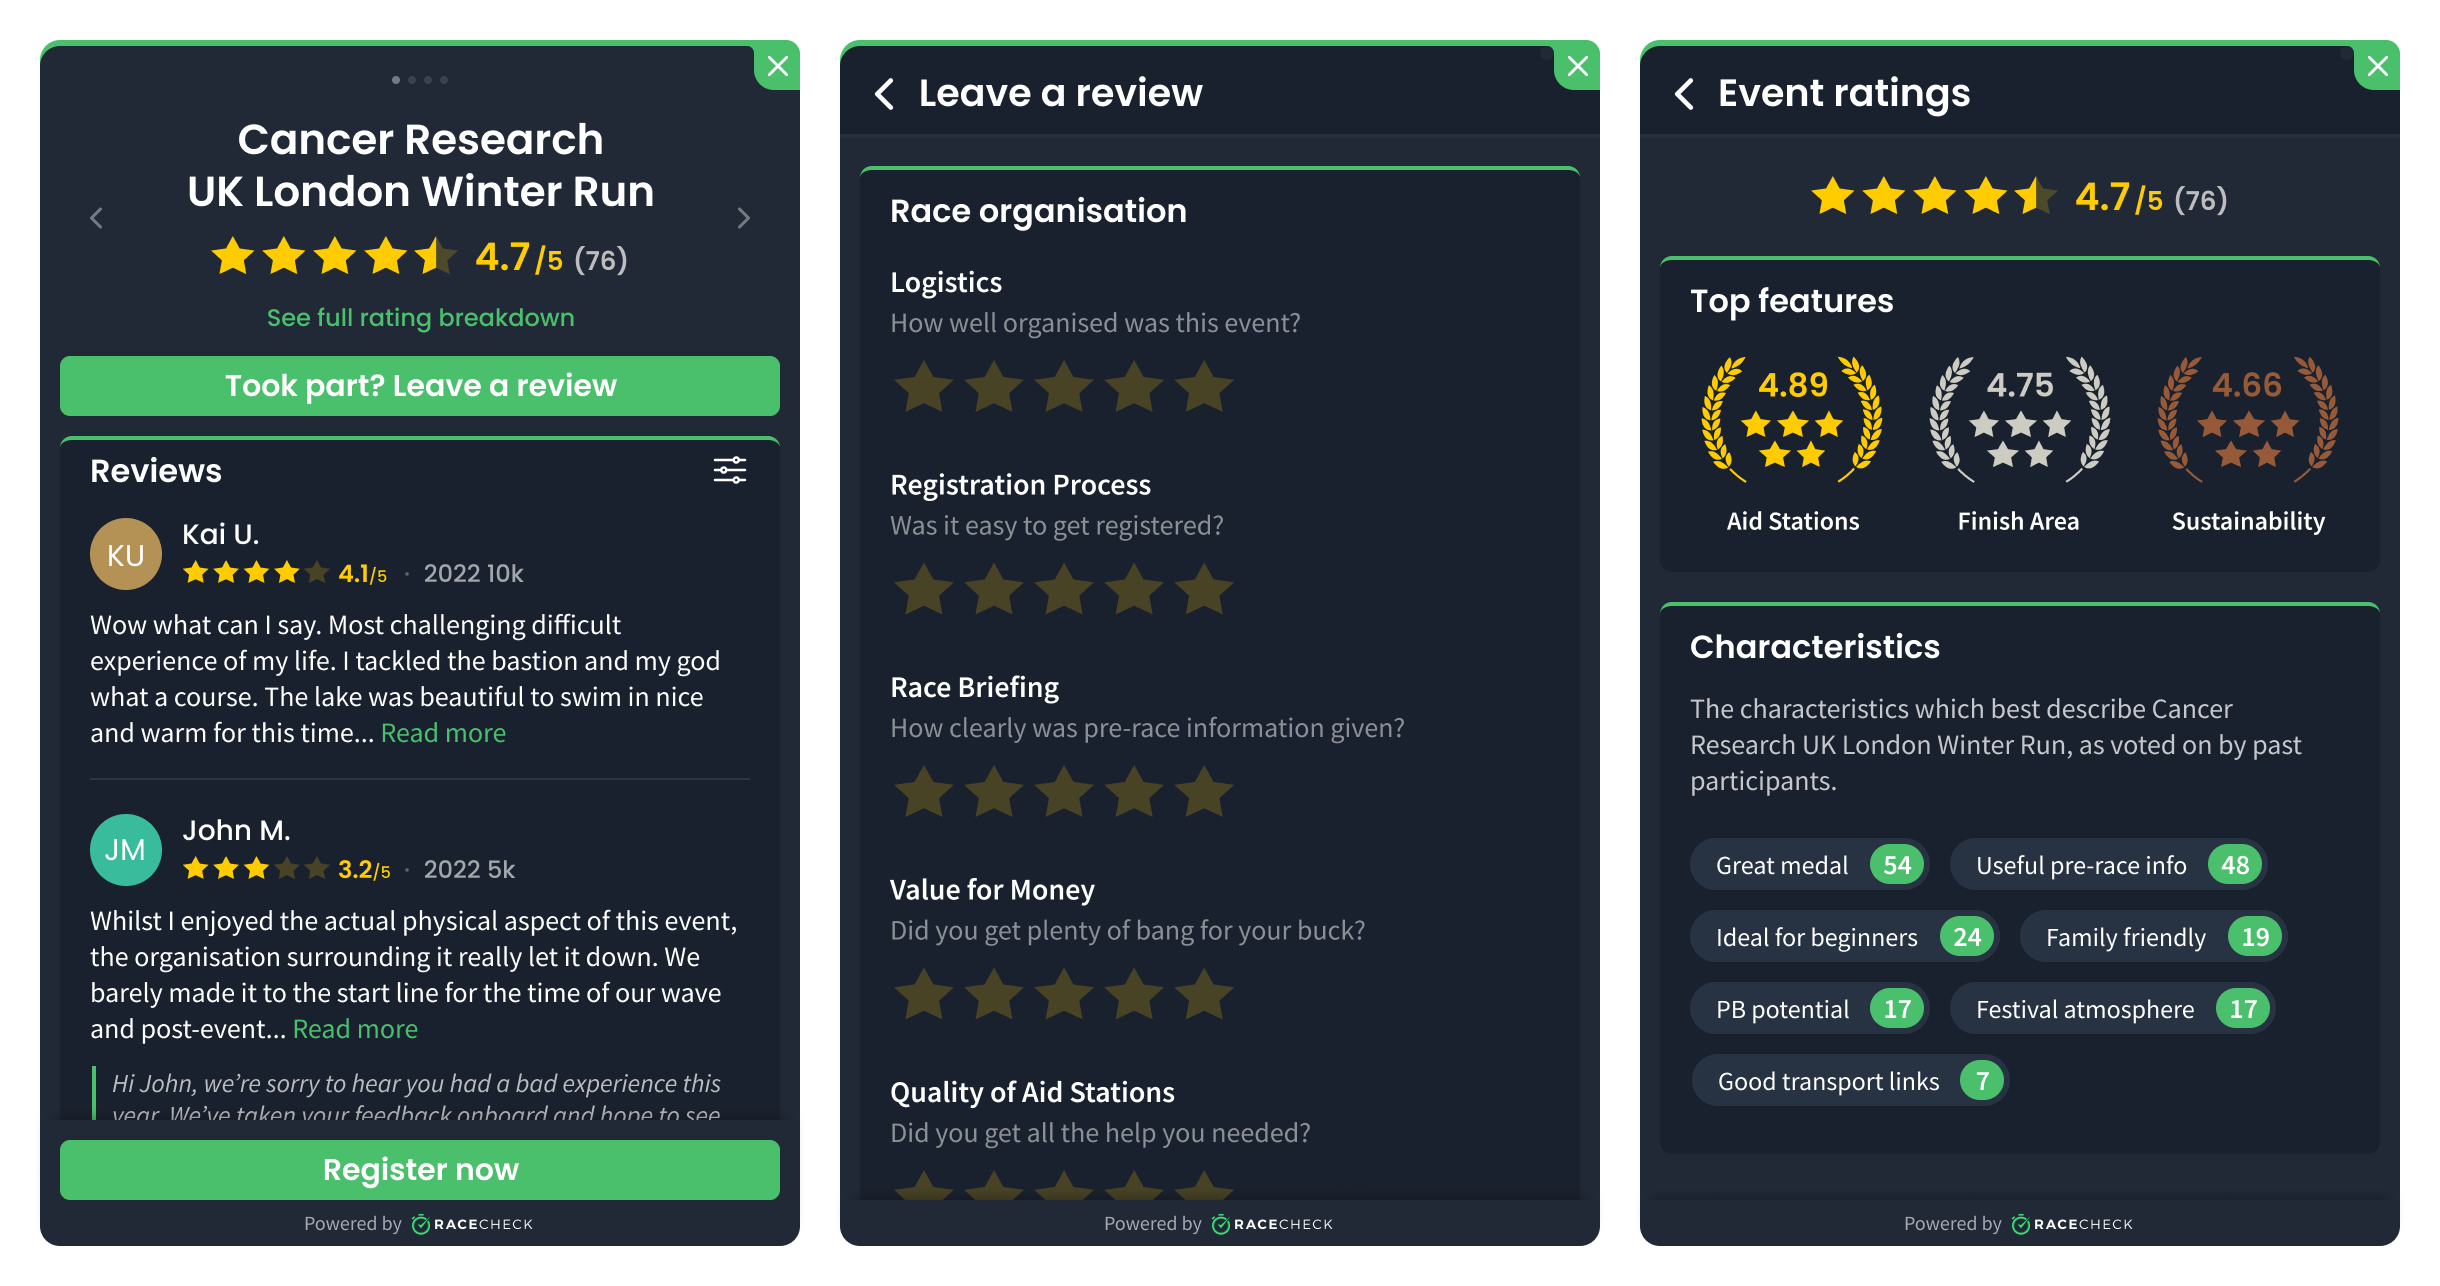 Cancer Research
UK London Winter Run
4.7/5 (76)
See full rating breakdown
Took part? Leave a review
Reviews
KU
Kai U.
4.1/5 · 2022 10k
Wow what can I say. Most challenging difficult
experience of my life. I tackled the bastion and my god
what a course. The lake was beautiful to swim in nice
and warm for this time... Read more
JM
John M.
3.2/5 · 2022 5k
Whilst I enjoyed the actual physical aspect of this event,
the organisation surrounding it really let it down. We
barely made it to the start line for the time of our wave
and post-event... Read more
Hi John, we’re sorry to hear you had a bad experience this
year. We’ve taken your feedback onboard and hope to see
Register now
Powered by RACECHECK
Leave a review
Race organisation
Logistics
How well organised was this event?
Registration Process
Was it easy to get registered?
Race Briefing
How clearly was pre-race information given?
Value for Money
Did you get plenty of bang for your buck?
Quality of Aid Stations
Did you get all the help you needed?
Powered by RACECHECK
Event ratings
4.7/5 (76)
Top features
4.89
4.75
4.66
Aid Stations
Finish Area
Sustainability
Characteristics
The characteristics which best describe Cancer
Research UK London Winter Run, as voted on by past
participants.
Great medal 54
Useful pre-race info 48
Ideal for beginners 24
Family friendly 19
PB potential 17
Festival atmosphere 17
Good transport links 7
Powered by RACECHECK